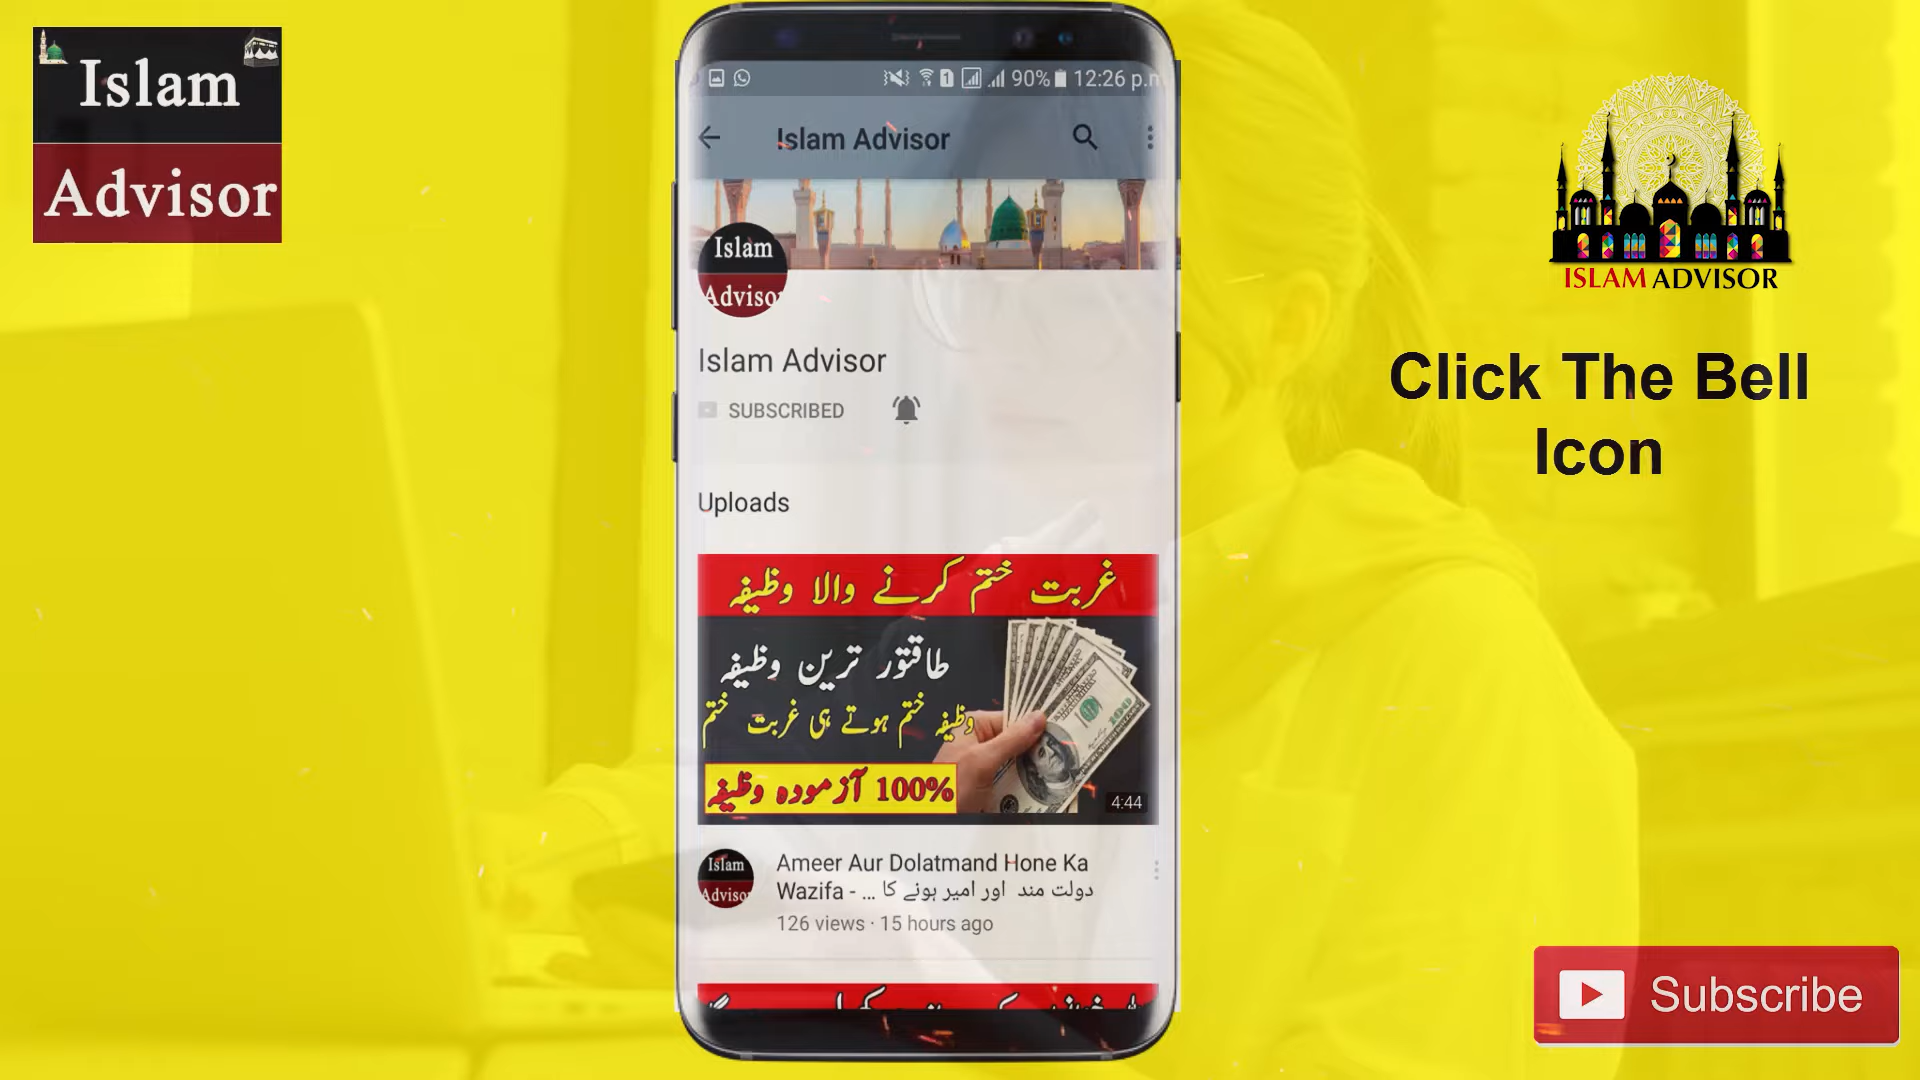 Islam
Advisor
1 90% 12:26 p.m
Islam Advisor
Islam
Advisor
Islam Advisor
SUBSCRIBED
Uploads
غربت ختم کرنے والا وظیفہ
طاقتور ترین وظیفہ
وظیفہ ختم ہوتے ہی غربت ختم
100% آزمودہ وظیفہ
4:44
Islam
Advisor
Ameer Aur Dolatmand Hone Ka
Wazifa - ... دولت مند اور امیر ہونے کا
126 views · 15 hours ago
ISLAM ADVISOR
Click The Bell
Icon
Subscribe